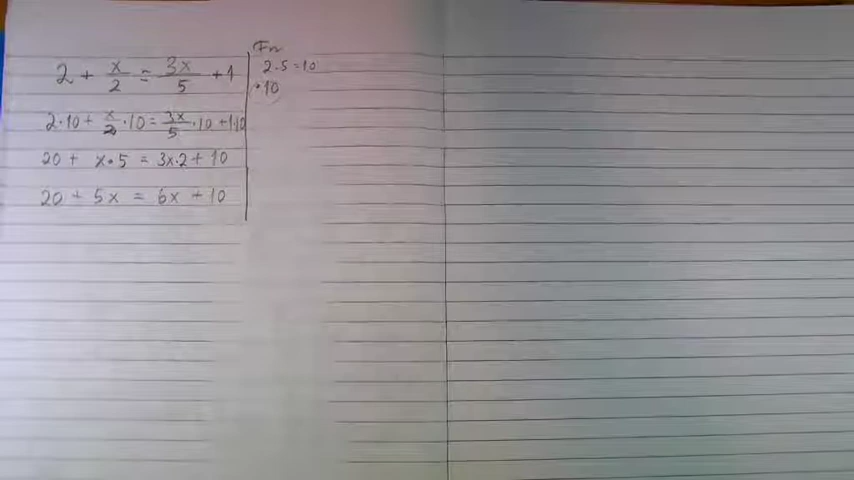 Fn
2 + x/2 = 3x/5 + 1
2·5 = 10
·10
2·10 + x/2·10 = 3x/5·10 + 1·10
20 + x·5 = 3x·2 + 10
20 + 5x = 6x + 10